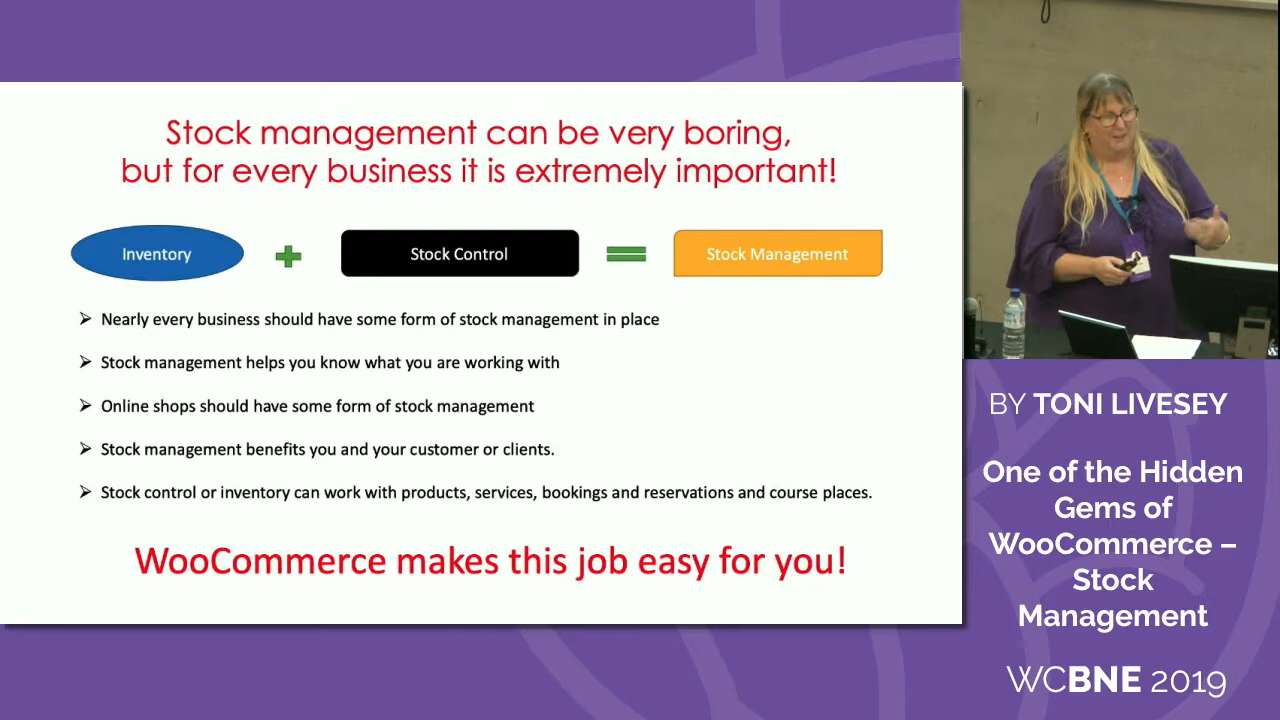 Stock management can be very boring,
but for every business it is extremely important!
Inventory
Stock Control
Stock Management
Nearly every business should have some form of stock management in place
Stock management helps you know what you are working with
Online shops should have some form of stock management
Stock management benefits you and your customer or clients.
Stock control or inventory can work with products, services, bookings and reservations and course places.
WooCommerce makes this job easy for you!
BY TONI LIVESEY
One of the Hidden
Gems of
WooCommerce –
Stock
Management
WCBNE 2019